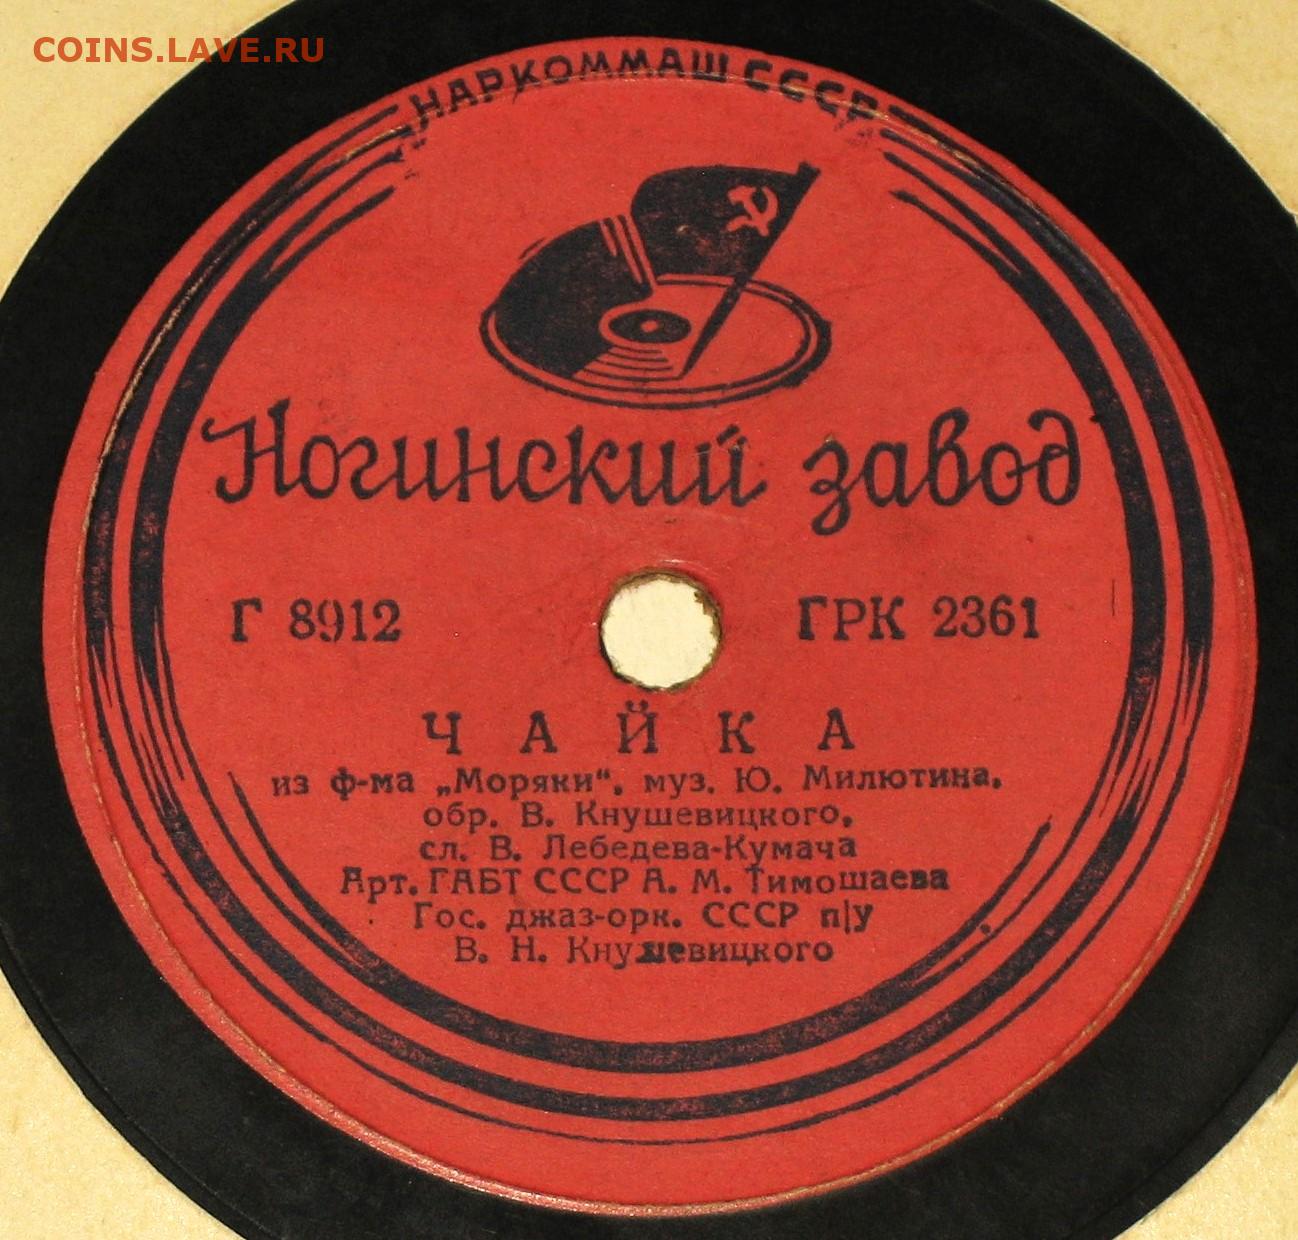 COINS.LAVE.RU
НАРКОММАШ СССР
Ногинский завод
Г 8912 ГРК 2361
ЧАЙКА
из ф-ма „Моряки“, муз. Ю. Милютина,
обр. В. Кнушевицкого,
сл. В. Лебедева-Кумача
Арт. ГАБТ СССР А. М. Тимошаева
Гос. джаз-орк. СССР п/у
В. Н. Кнушевицкого